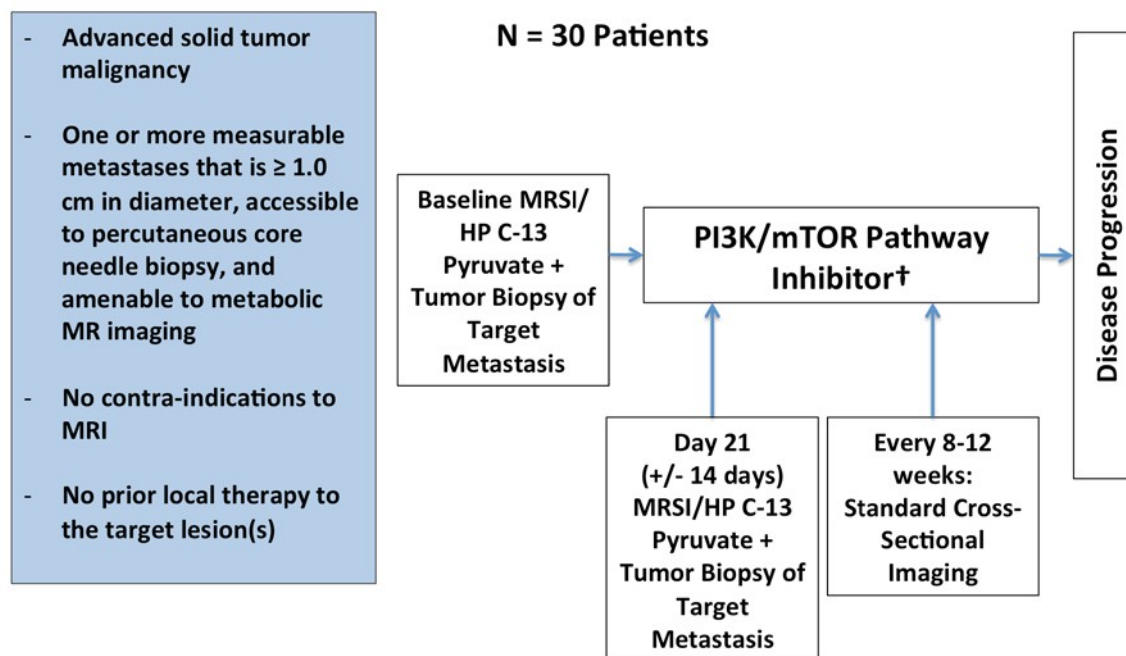 - Advanced solid tumor
malignancy
- One or more measurable
metastases that is ≥ 1.0
cm in diameter, accessible
to percutaneous core
needle biopsy, and
amenable to metabolic
MR imaging
- No contra-indications to
MRI
- No prior local therapy to
the target lesion(s)
N = 30 Patients
Baseline MRSI/
HP C-13
Pyruvate +
Tumor Biopsy of
Target
Metastasis
PI3K/mTOR Pathway
Inhibitor†
Day 21
(+/- 14 days)
MRSI/HP C-13
Pyruvate +
Tumor Biopsy of
Target
Metastasis
Every 8-12
weeks:
Standard Cross-
Sectional
Imaging
Disease Progression